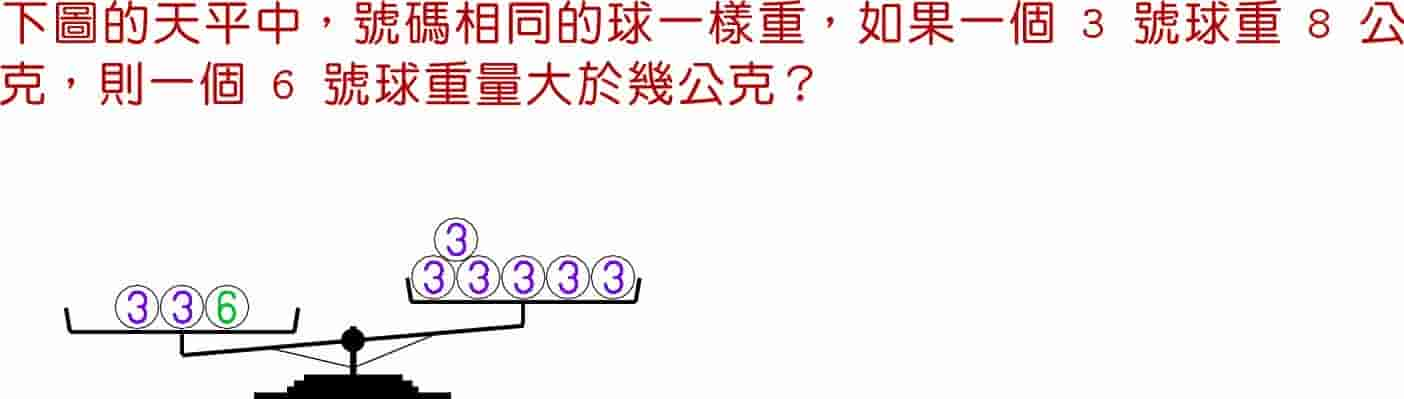 下圖的天平中，號碼相同的球一樣重，如果一個 3 號球重 8 公
克，則一個 6 號球重量大於幾公克？
3
3 3 3 3 3
3 3 6